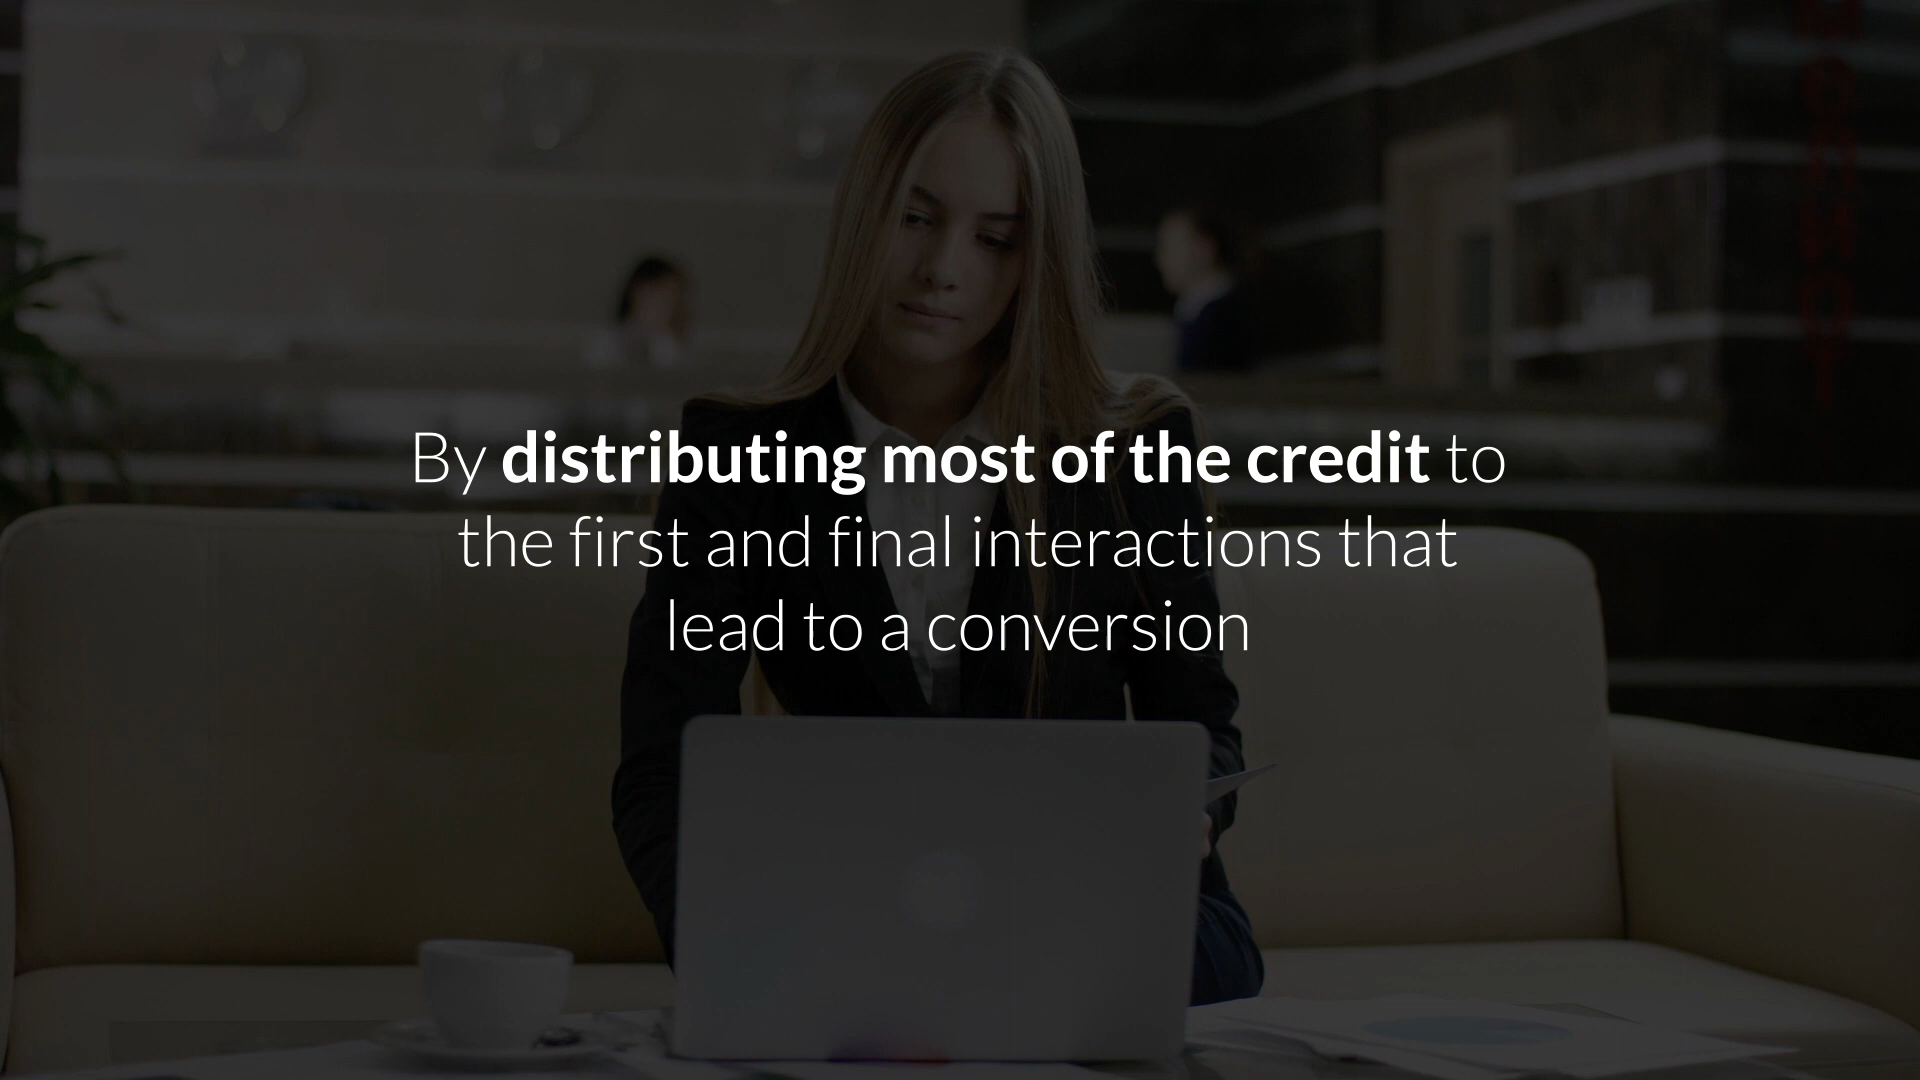 By distributing most of the credit to
the first and final interactions that
lead to a conversion